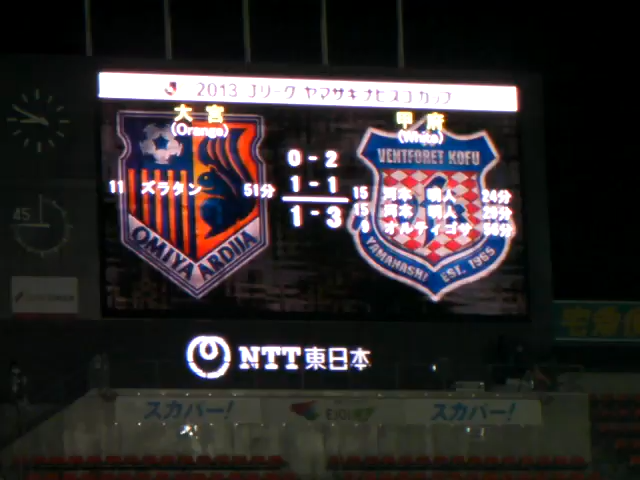 2013 Jリーグ ヤマザキナビスコカップ
大宮 甲府
(Orange) (White)
VENTFORET KOFU
0 - 2
11 ズラタン 51分 1 - 1 15 河本 明人 24分
15 河本 明人
1 - 3 9 オルティゴサ
OMIYA ARDIJA YAMANASHI EST. 1965
45
NTT東日本
スカパー! スカパー!